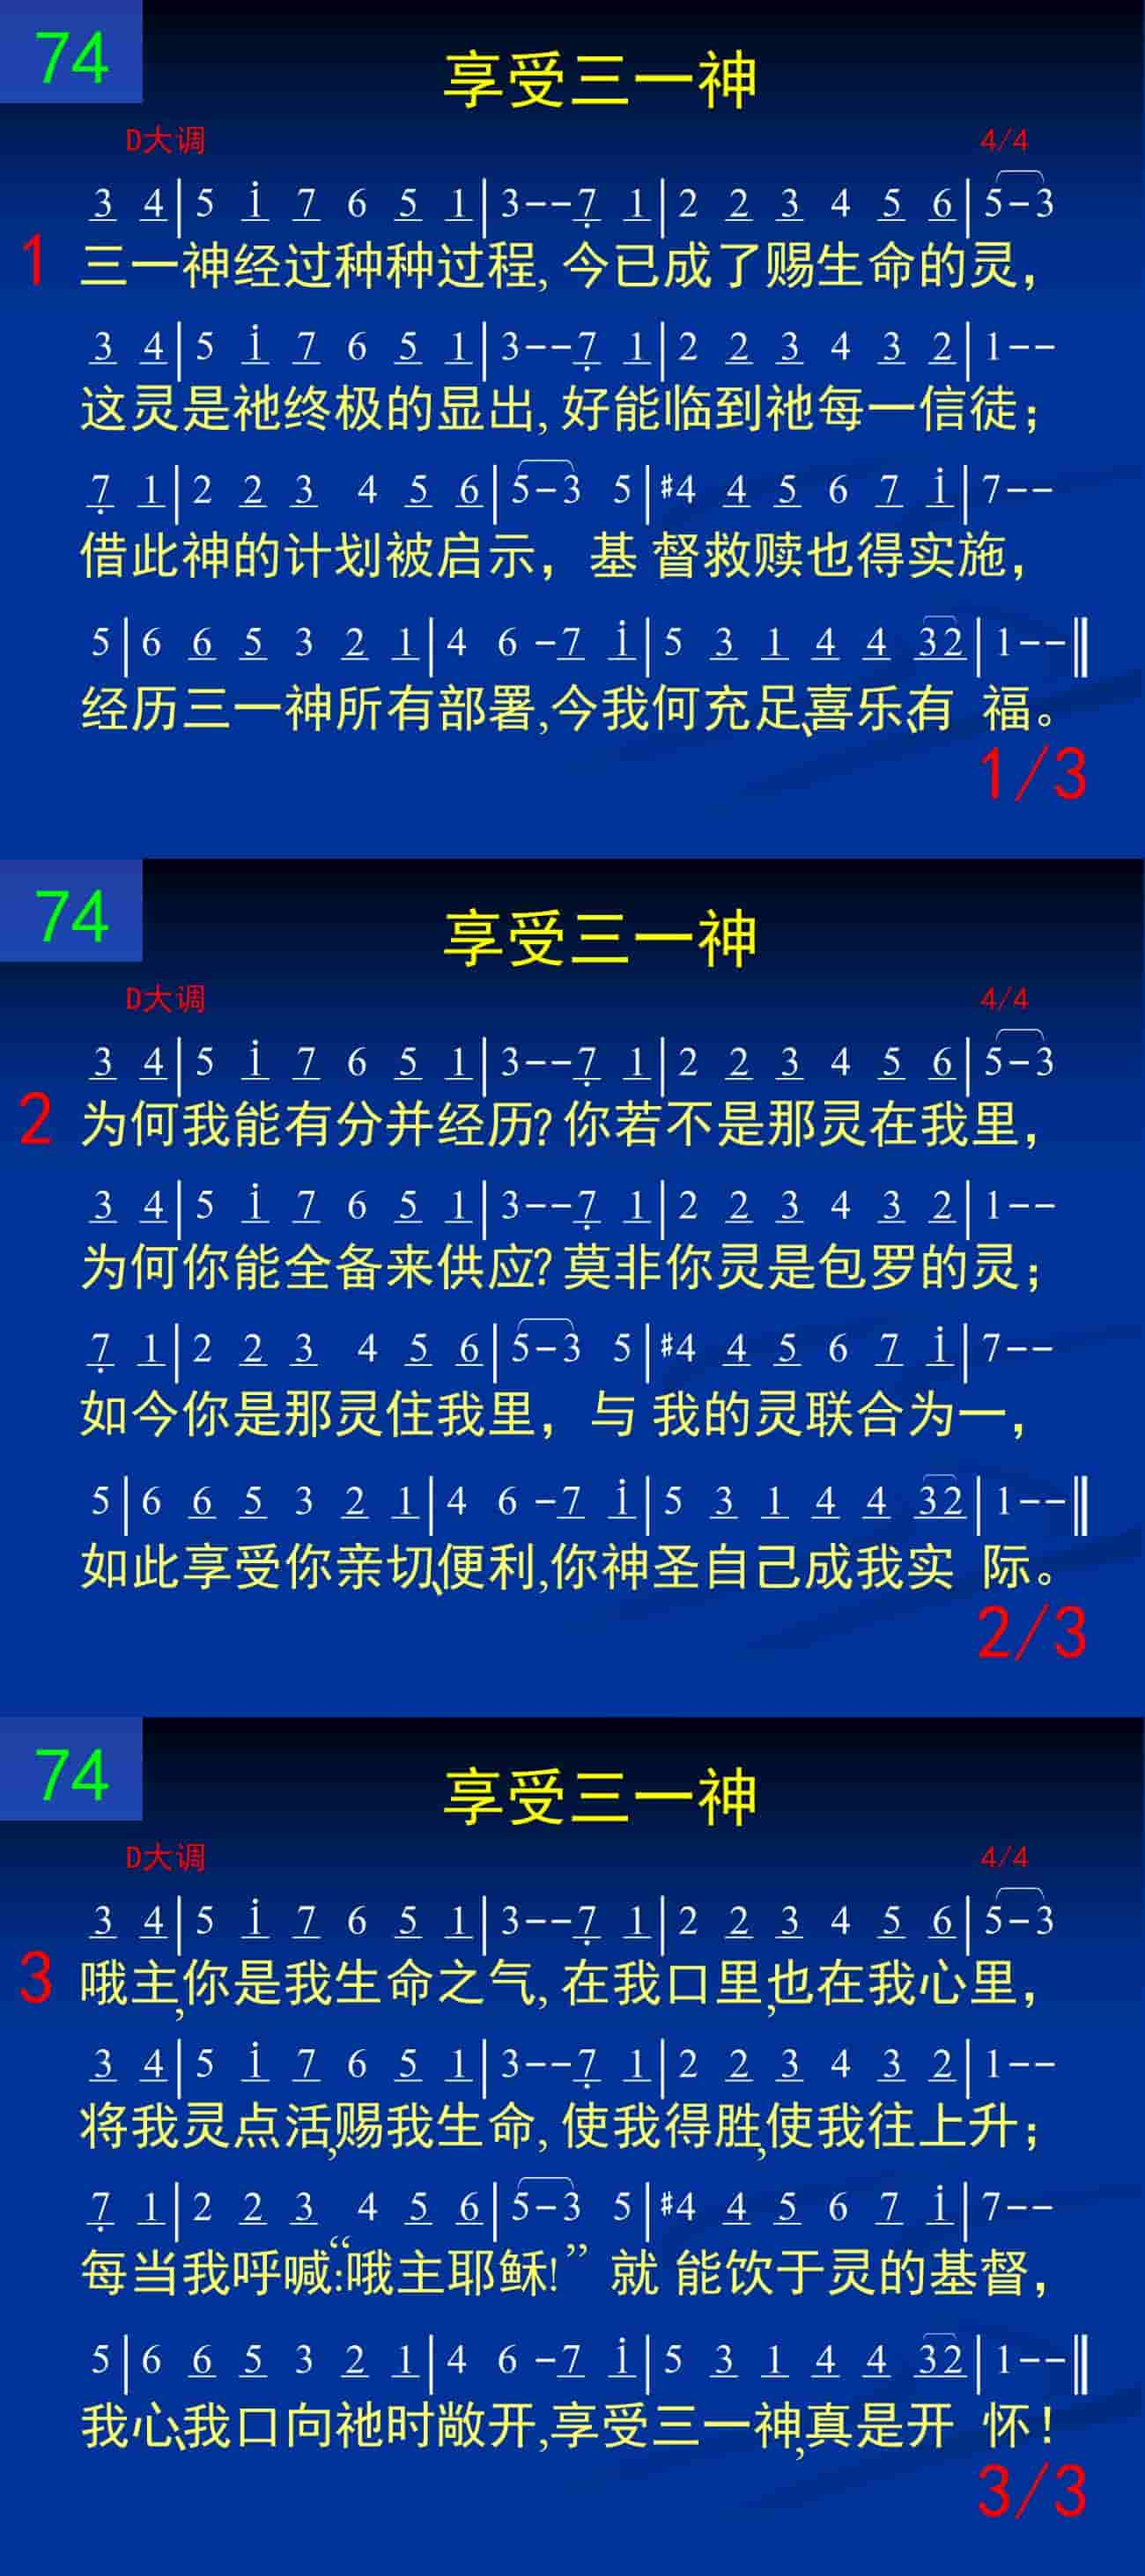 74
享受三一神
D大调 4/4
3 4|5 i 7 6 5 1|3--7 1|2 2 3 4 5 6|5-3
1 三一神经过种种过程,今已成了赐生命的灵，
3 4|5 i 7 6 5 1|3--7 1|2 2 3 4 3 2|1--
这灵是祂终极的显出,好能临到祂每一信徒；
7 1|2 2 3 4 5 6|5-3 5|#4 4 5 6 7 i|7--
借此神的计划被启示，基 督救赎也得实施，
5|6 6 5 3 2 1|4 6 -7 i|5 3 1 4 4 32|1--‖
经历三一神所有部署,今我何充足、喜乐、有 福。
1/3
74
享受三一神
D大调 4/4
3 4|5 i 7 6 5 1|3--7 1|2 2 3 4 5 6|5-3
2 为何我能有分并经历?你若不是那灵在我里，
3 4|5 i 7 6 5 1|3--7 1|2 2 3 4 3 2|1--
为何你能全备来供应?莫非你灵是包罗的灵；
7 1|2 2 3 4 5 6|5-3 5|#4 4 5 6 7 i|7--
如今你是那灵住我里，与 我的灵联合为一，
5|6 6 5 3 2 1|4 6 -7 i|5 3 1 4 4 32|1--‖
如此享受你亲切、便利,你神圣自己成我实 际。
2/3
74
享受三一神
D大调 4/4
3 4|5 i 7 6 5 1|3--7 1|2 2 3 4 5 6|5-3
3 哦主,你是我生命之气,在我口里,也在我心里，
3 4|5 i 7 6 5 1|3--7 1|2 2 3 4 3 2|1--
将我灵点活,赐我生命,使我得胜,使我往上升；
7 1|2 2 3 4 5 6|5-3 5|#4 4 5 6 7 i|7--
每当我呼喊:“哦主耶稣!” 就 能饮于灵的基督，
5|6 6 5 3 2 1|4 6 -7 i|5 3 1 4 4 32|1--‖
我心、我口向祂时敞开,享受三一神,真是开 怀！
3/3